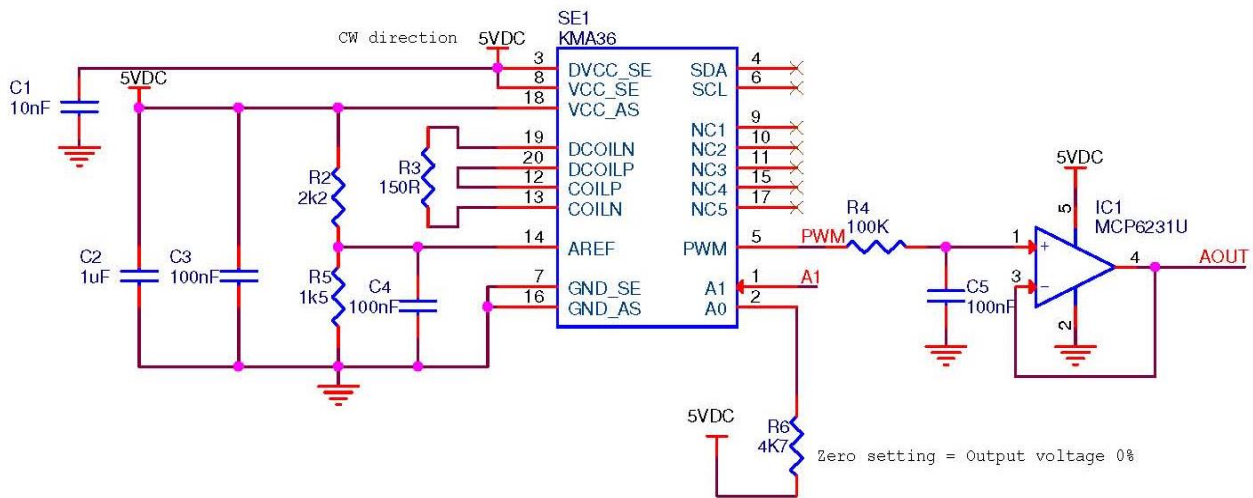 SE1
KMA36
CW direction
5VDC
5VDC
C1
10nF
3
8
18
DVCC_SE
VCC_SE
VCC_AS
SDA
SCL
4
6
19
20
12
13
DCOILN
DCOILP
COILP
COILN
R3
150R
NC1
NC2
NC3
NC4
NC5
9
10
11
15
17
R2
2k2
14
AREF
PWM
5
PWM
R4
100K
5VDC
5
IC1
MCP6231U
1
+
3
−
4
AOUT
2
C2
1uF
C3
100nF
R5
1k5
C4
100nF
7
16
GND_SE
GND_AS
A1
A0
1
2
A1
C5
100nF
5VDC
R6
4K7
Zero setting = Output voltage 0%